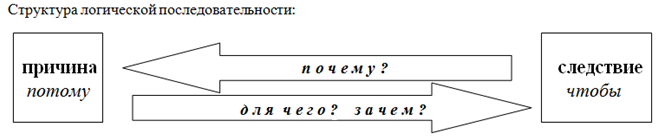 Структура логической последовательности:
причина
потому
почему?
для чего? зачем?
следствие
чтобы